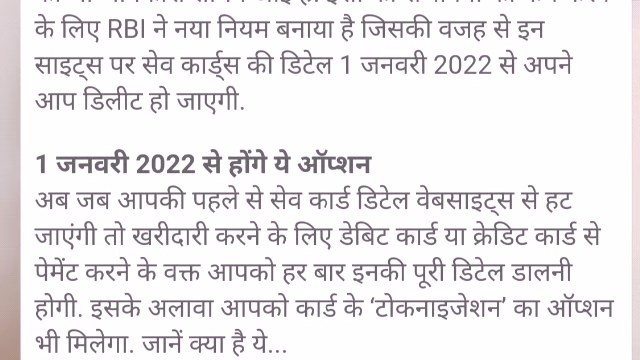 के लिए RBI ने नया नियम बनाया है जिसकी वजह से इन
साइट्स पर सेव कार्ड्स की डिटेल 1 जनवरी 2022 से अपने
आप डिलीट हो जाएगी.
1 जनवरी 2022 से होंगे ये ऑप्शन
अब जब आपकी पहले से सेव कार्ड डिटेल वेबसाइट्स से हट
जाएंगी तो खरीदारी करने के लिए डेबिट कार्ड या क्रेडिट कार्ड से
पेमेंट करने के वक्त आपको हर बार इनकी पूरी डिटेल डालनी
होगी. इसके अलावा आपको कार्ड के ‘टोकनाइजेशन’ का ऑप्शन
भी मिलेगा. जानें क्या है ये...